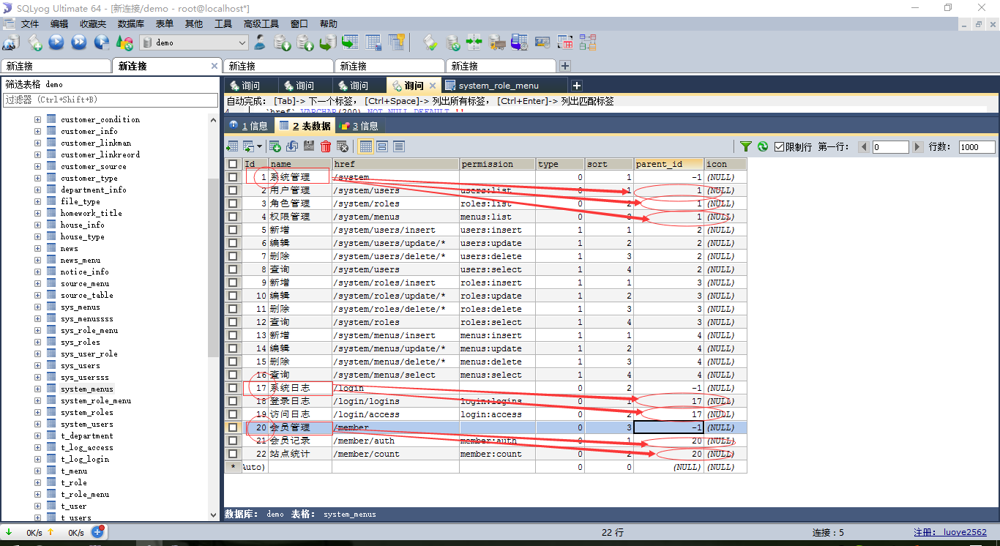 SQLyog Ultimate 64 - [新连接/demo - root@localhost*]
文件 编辑 收藏夹 数据库 表单 其他 工具 高级工具 窗口 帮助
demo
新连接 新连接 新连接 新连接 新连接
筛选表格 demo
过滤器 (Ctrl+Shift+B)
customer_condition
customer_info
customer_linkman
customer_linkreord
customer_source
customer_type
department_info
file_type
homework_title
house_info
house_type
news
news_menu
notice_info
source_menu
source_table
sys_menus
sys_menussss
sys_role_menu
sys_roles
sys_user_role
sys_users
sys_usersss
system_menus
system_role_menu
system_roles
system_users
t_department
t_log_access
t_log_login
t_menu
t_role
t_role_menu
t_user
t_users
询问 询问 询问 询问 system_role_menu
自动完成: [Tab]-> 下一个标签, [Ctrl+Space]-> 列出所有标签, [Ctrl+Enter]-> 列出匹配标签
4 `href` VARCHAR(200) NOT NULL DEFAULT ''
1 信息 2 表数据 3 信息
限制行 第一行: 0 行数: 1000
Id name href permission type sort parent_id icon
1 系统管理 /system 0 1 -1 (NULL)
2 用户管理 /system/users users:list 0 1 1 (NULL)
3 角色管理 /system/roles roles:list 0 2 1 (NULL)
4 权限管理 /system/menus menus:list 0 3 1 (NULL)
5 新增 /system/users/insert users:insert 1 1 2 (NULL)
6 编辑 /system/users/update/* users:update 1 2 2 (NULL)
7 删除 /system/users/delete/* users:delete 1 3 2 (NULL)
8 查询 /system/users users:select 1 4 2 (NULL)
9 新增 /system/roles/insert roles:insert 1 1 3 (NULL)
10 编辑 /system/roles/update/* roles:update 1 2 3 (NULL)
11 删除 /system/roles/delete/* roles:delete 1 3 3 (NULL)
12 查询 /system/roles roles:select 1 4 3 (NULL)
13 新增 /system/menus/insert menus:insert 1 1 4 (NULL)
14 编辑 /system/menus/update/* menus:update 1 2 4 (NULL)
15 删除 /system/menus/delete/* menus:delete 1 3 4 (NULL)
16 查询 /system/menus/select menus:select 1 4 4 (NULL)
17 系统日志 /login 0 2 -1 (NULL)
18 登录日志 /login/logins login:logins 0 1 17 (NULL)
19 访问日志 /login/access login:access 0 2 17 (NULL)
20 会员管理 /member 0 3 -1 (NULL)
21 会员记录 /member/auth member:auth 0 1 20 (NULL)
22 站点统计 /member/count member:count 0 2 20 (NULL)
* Auto) 0 0 (NULL) (NULL)
数据库: demo 表格: system_menus
0K/s 0K/s 22 行 连接: 5 注册: luove2562